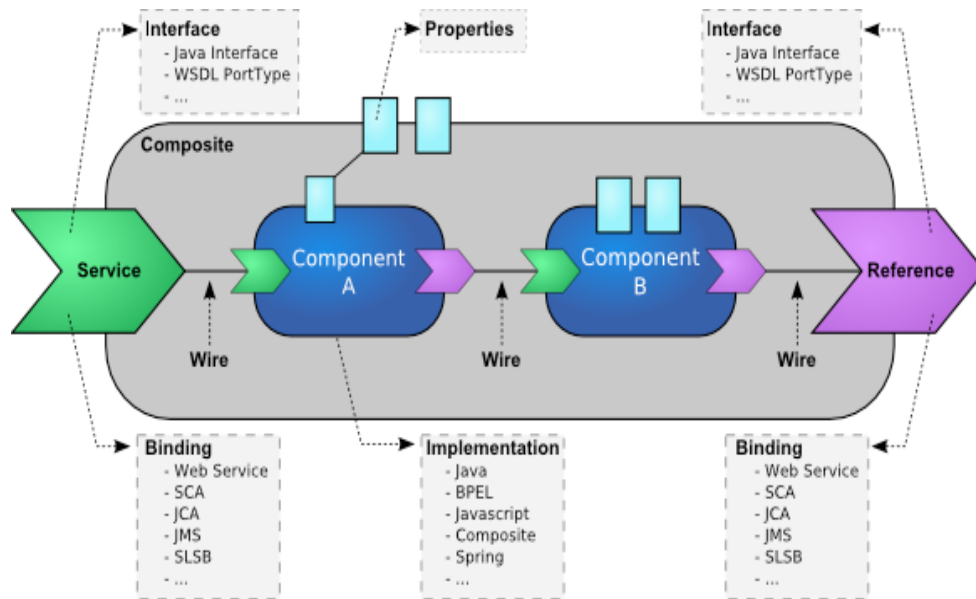 Interface
- Java Interface
- WSDL PortType
- ...
Properties
Interface
- Java Interface
- WSDL PortType
- ...
Composite
Service
Component
A
Component
B
Reference
Wire
Wire
Wire
Binding
- Web Service
- SCA
- JCA
- JMS
- SLSB
- ...
Implementation
- Java
- BPEL
- Javascript
- Composite
- Spring
- ...
Binding
- Web Service
- SCA
- JCA
- JMS
- SLSB
- ...